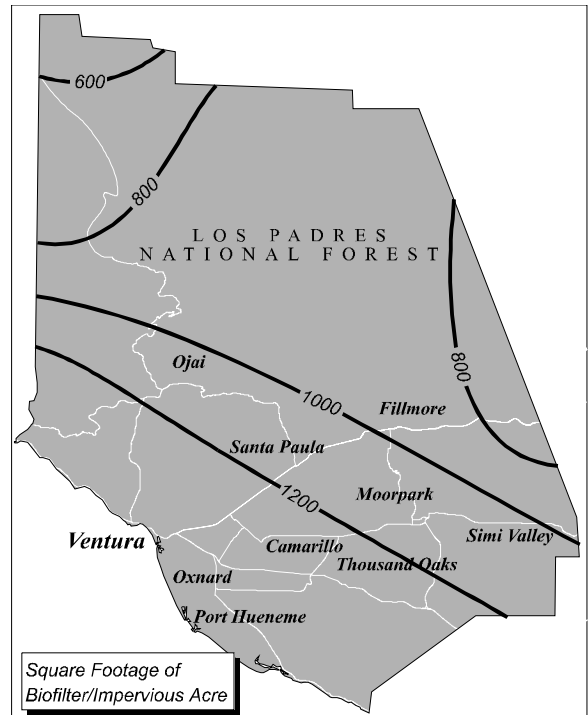 600
800
LOS PADRES
NATIONAL FOREST
800
Ojai
1000
Fillmore
Santa Paula
1200
Moorpark
Simi Valley
Ventura
Camarillo
Thousand Oaks
Oxnard
Port Hueneme
Square Footage of
Biofilter/Impervious Acre